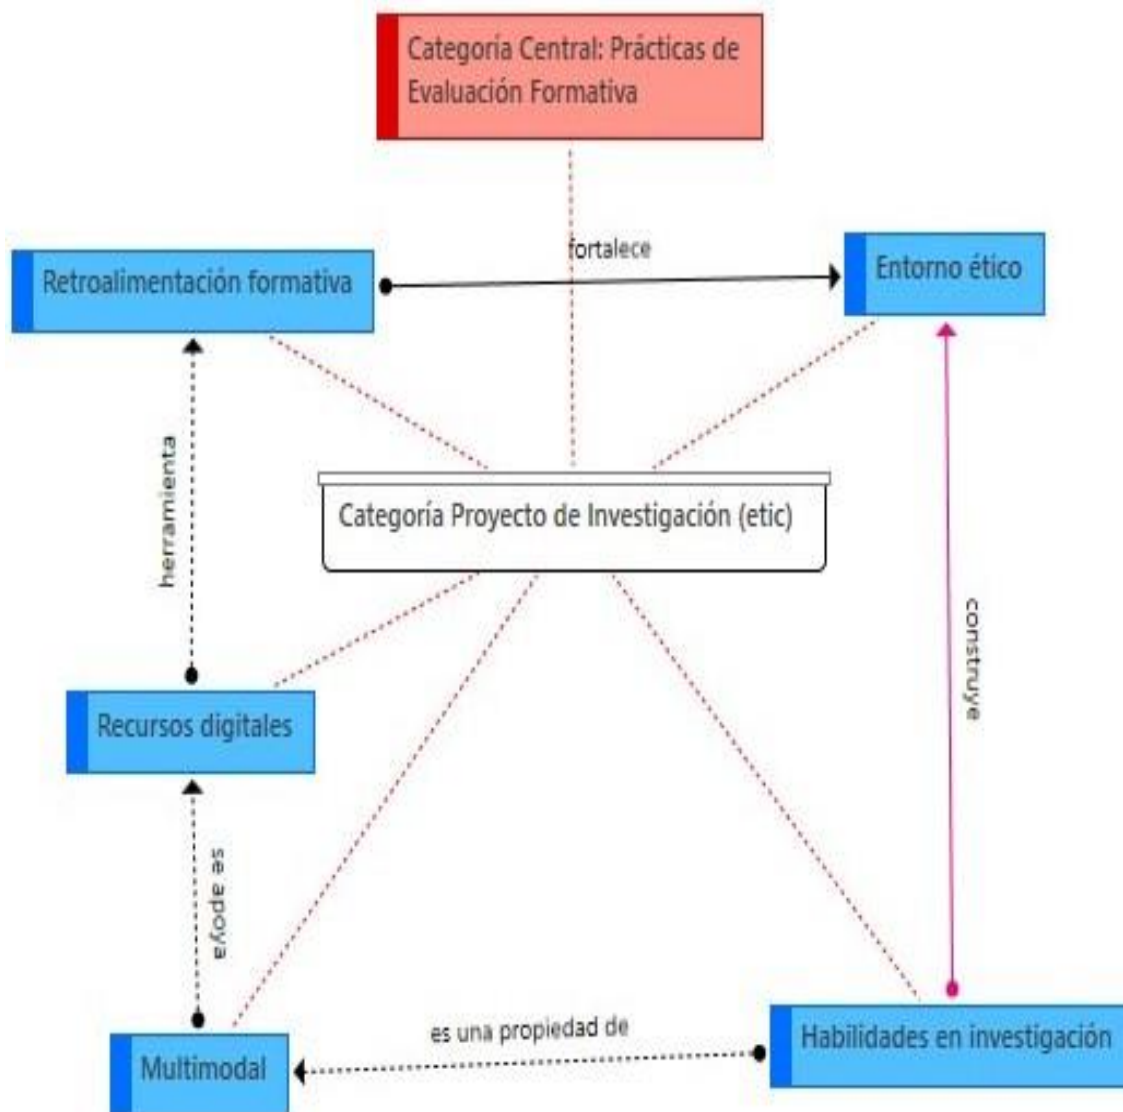 Categoría Central: Prácticas de
Evaluación Formativa
fortalece
Retroalimentación formativa
Entorno ético
herramienta
Categoría Proyecto de Investigación (etic)
construye
Recursos digitales
se apoya
es una propiedad de
Habilidades en investigación
Multimodal